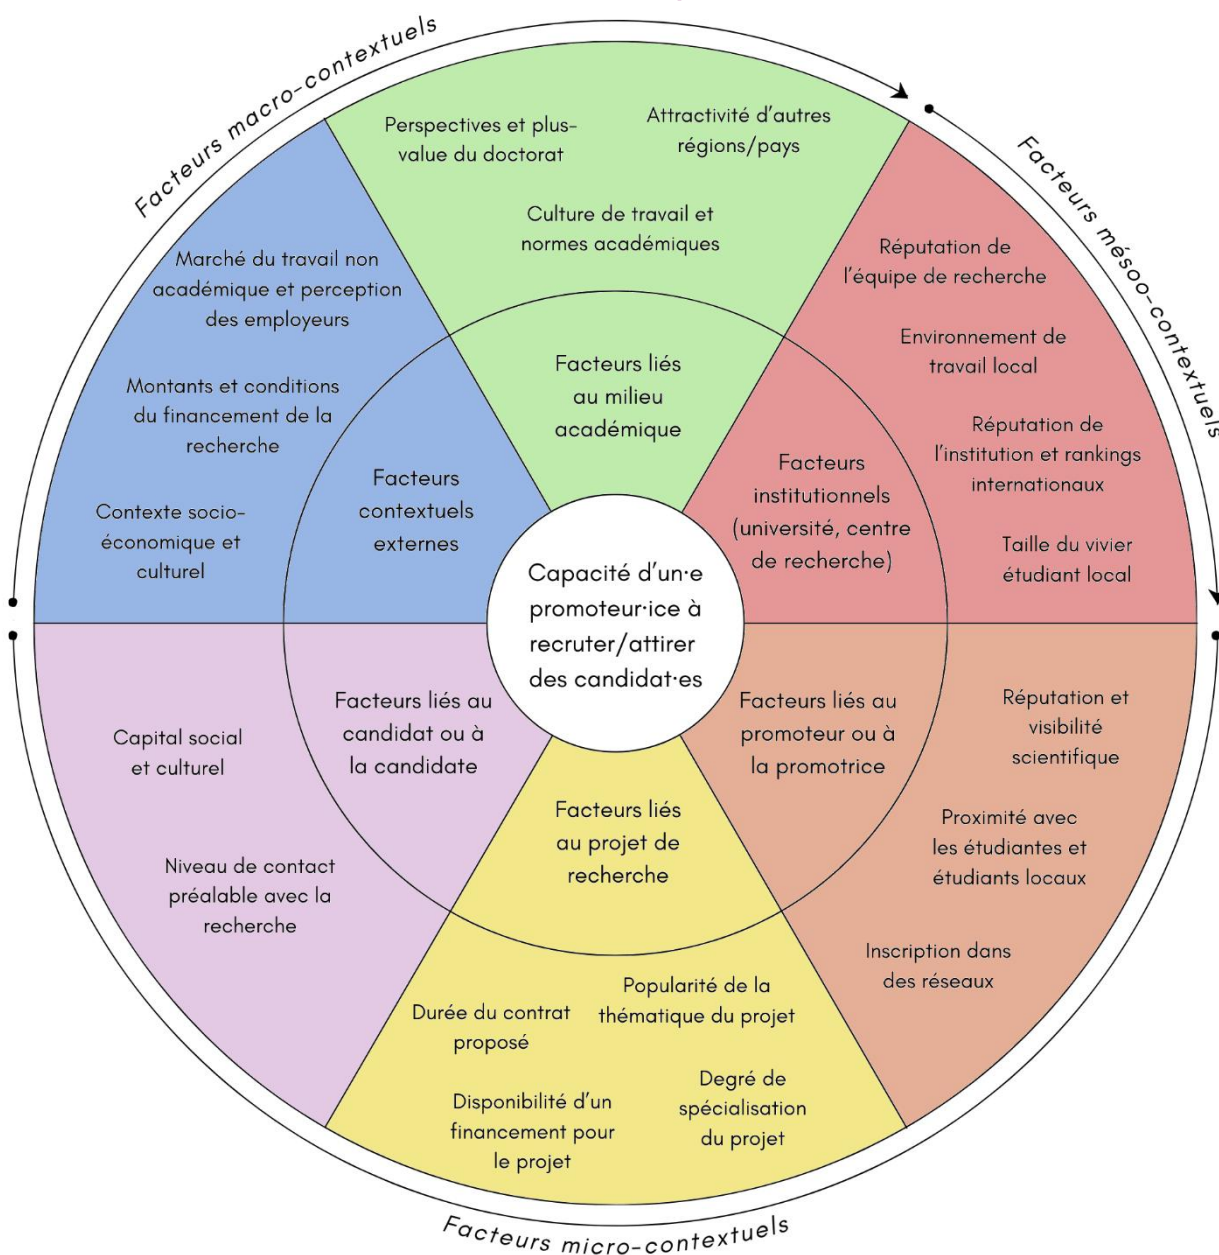 Facteurs macro-contextuels
Facteurs mésoo-contextuels
Facteurs micro-contextuels
Perspectives et plus-
value du doctorat
Attractivité d'autres
régions/pays
Culture de travail et
normes académiques
Facteurs liés
au milieu
académique
Réputation de
l'équipe de recherche
Environnement de
travail local
Réputation de
l'institution et rankings
internationaux
Taille du vivier
étudiant local
Facteurs
institutionnels
(université, centre
de recherche)
Marché du travail non
académique et perception
des employeurs
Montants et conditions
du financement de la
recherche
Contexte socio-
économique et
culturel
Facteurs
contextuels
externes
Capacité d'un·e
promoteur·ice à
recruter/attirer
des candidat·es
Facteurs liés au
candidat ou à
la candidate
Capital social
et culturel
Niveau de contact
préalable avec la
recherche
Facteurs liés au
promoteur ou à
la promotrice
Réputation et
visibilité
scientifique
Proximité avec
les étudiantes et
étudiants locaux
Inscription dans
des réseaux
Facteurs liés
au projet de
recherche
Durée du contrat
proposé
Popularité de la
thématique du projet
Disponibilité d'un
financement pour
le projet
Degré de
spécialisation
du projet